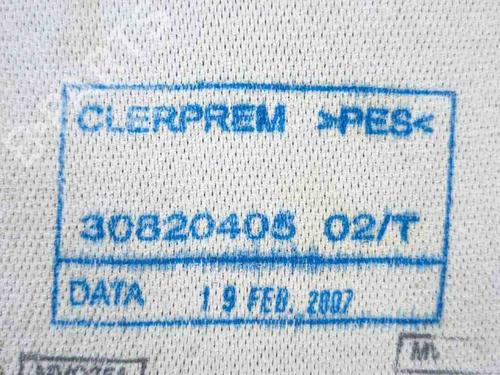 CLERPREM >PES<
30820405 02/T
DATA 19 FEB. 2007